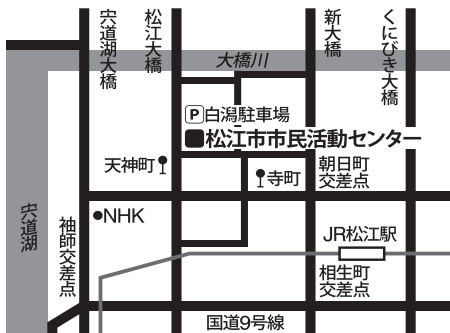 宍道湖大橋
松江大橋
新大橋
くにびき大橋
大橋川
P白潟駐車場
■松江市市民活動センター
天神町
寺町
朝日町
交差点
宍道湖
袖師交差点
●NHK
JR松江駅
相生町
交差点
国道9号線